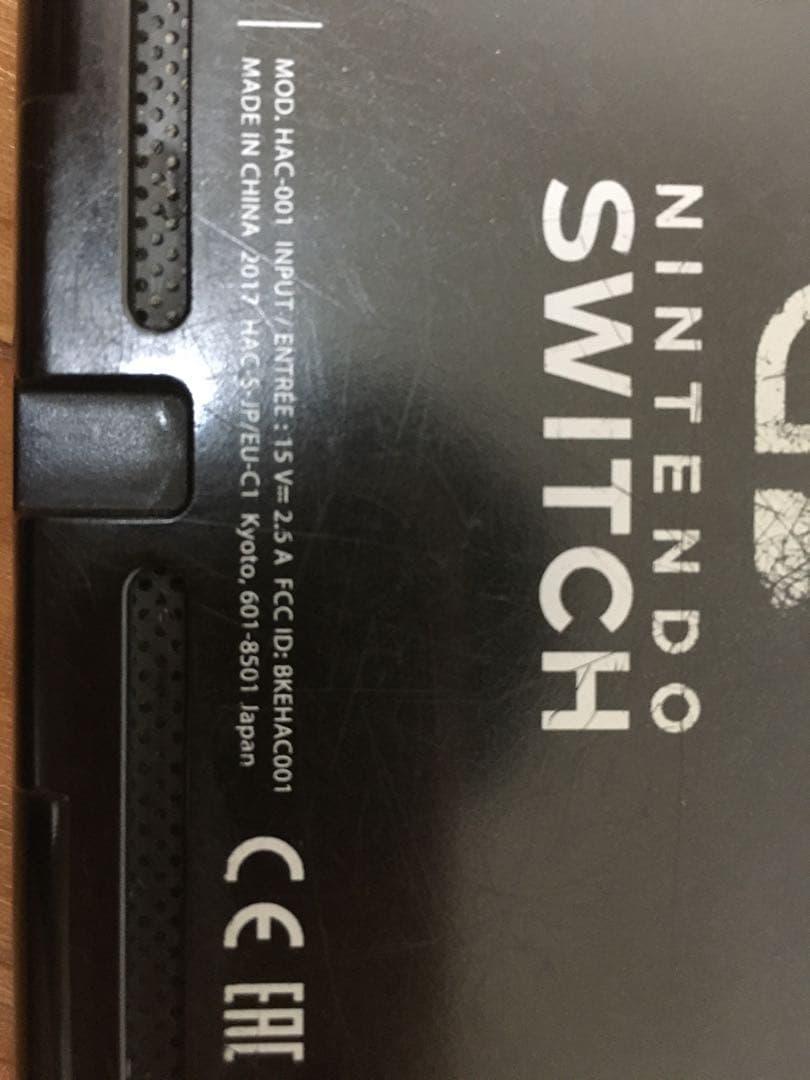 NINTENDO
SWITCH
MOD. HAC-001 INPUT / ENTRÉE : 15 V⎓ 2.5 A FCC ID: BKEHAC001
MADE IN CHINA 2017 HAC-S-JP/EU-C1 Kyoto, 601-8501 Japan
CE EAC